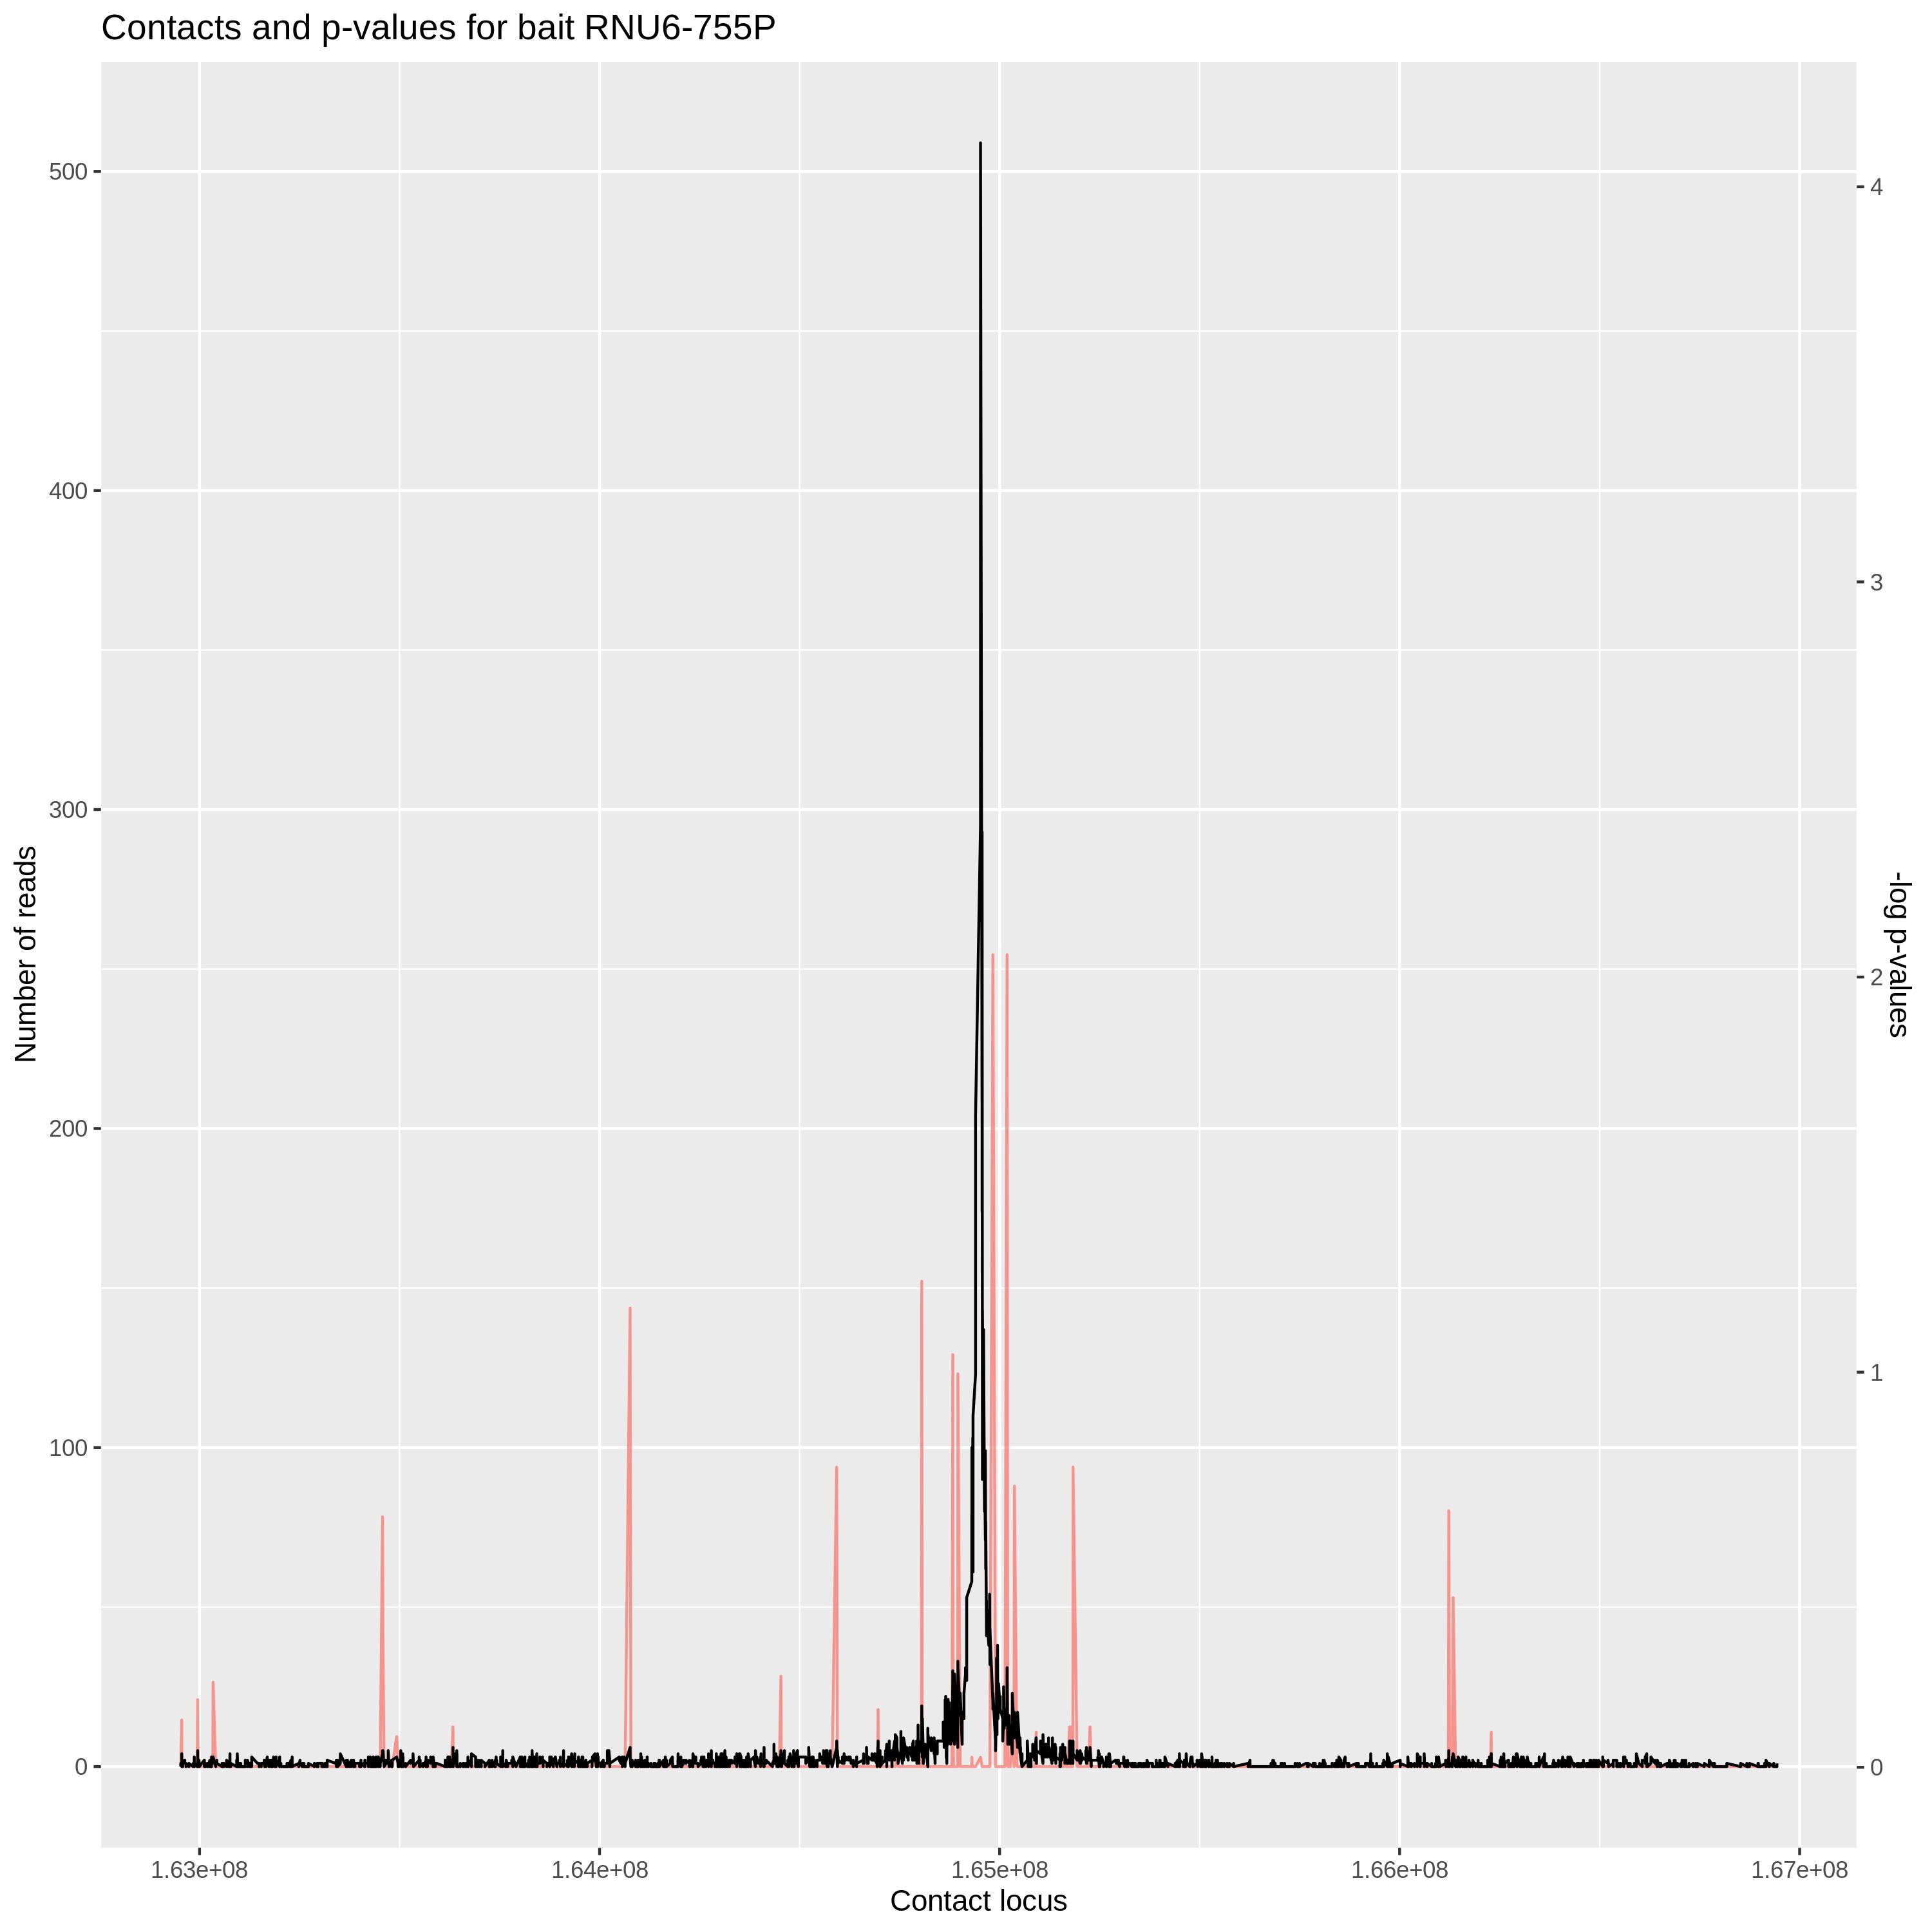 Contacts and p-values for bait RNU6-755P
500
400
300
200
100
0
Number of reads
4
3
2
1
0
-log p-values
1.63e+08
1.64e+08
1.65e+08
1.66e+08
1.67e+08
Contact locus